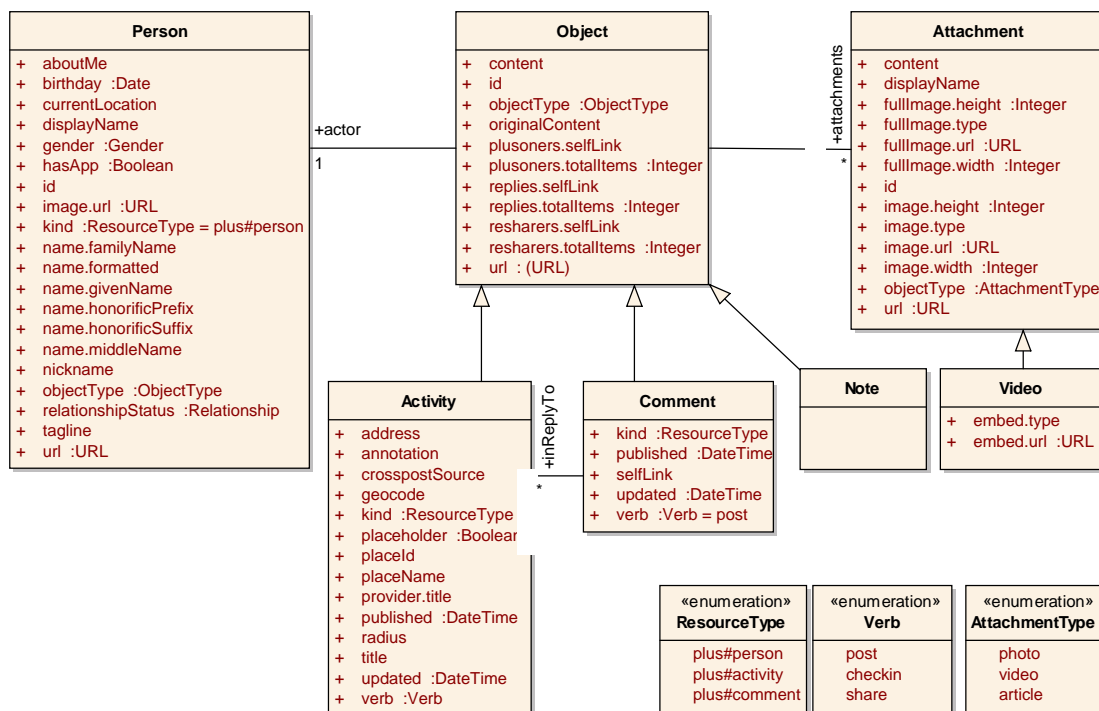 Person
+ aboutMe
+ birthday :Date
+ currentLocation
+ displayName
+ gender :Gender
+ hasApp :Boolean
+ id
+ image.url :URL
+ kind :ResourceType = plus#person
+ name.familyName
+ name.formatted
+ name.givenName
+ name.honorificPrefix
+ name.honorificSuffix
+ name.middleName
+ nickname
+ objectType :ObjectType
+ relationshipStatus :Relationship
+ tagline
+ url :URL
+actor
1
Object
+ content
+ id
+ objectType :ObjectType
+ originalContent
+ plusoners.selfLink
+ plusoners.totalItems :Integer
+ replies.selfLink
+ replies.totalItems :Integer
+ resharers.selfLink
+ resharers.totalItems :Integer
+ url : (URL)
+attachments
*
Attachment
+ content
+ displayName
+ fullImage.height :Integer
+ fullImage.type
+ fullImage.url :URL
+ fullImage.width :Integer
+ id
+ image.height :Integer
+ image.type
+ image.url :URL
+ image.width :Integer
+ objectType :AttachmentType
+ url :URL
Activity
+ address
+ annotation
+ crosspostSource
+ geocode
+ kind :ResourceType
+ placeholder :Boolean
+ placeId
+ placeName
+ provider.title
+ published :DateTime
+ radius
+ title
+ updated :DateTime
+ verb :Verb
+inReplyTo
*
Comment
+ kind :ResourceType
+ published :DateTime
+ selfLink
+ updated :DateTime
+ verb :Verb = post
Note
Video
+ embed.type
+ embed.url :URL
«enumeration»
ResourceType
plus#person
plus#activity
plus#comment
«enumeration»
Verb
post
checkin
share
«enumeration»
AttachmentType
photo
video
article